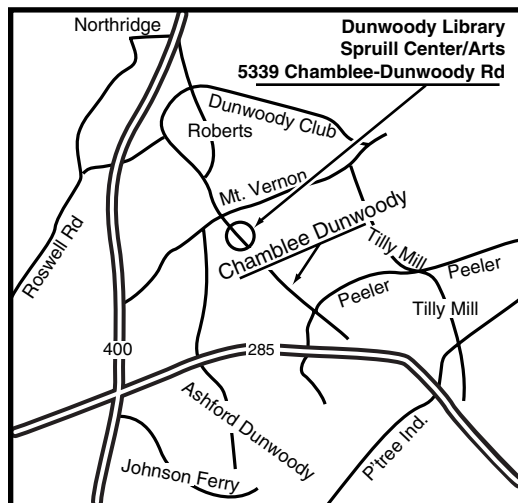 Northridge
Dunwoody Library
Spruill Center/Arts
5339 Chamblee-Dunwoody Rd
Dunwoody Club
Roberts
Mt. Vernon
Chamblee Dunwoody
Roswell Rd
Tilly Mill
Peeler
Peeler
Tilly Mill
400
285
Ashford Dunwoody
P'tree Ind.
Johnson Ferry